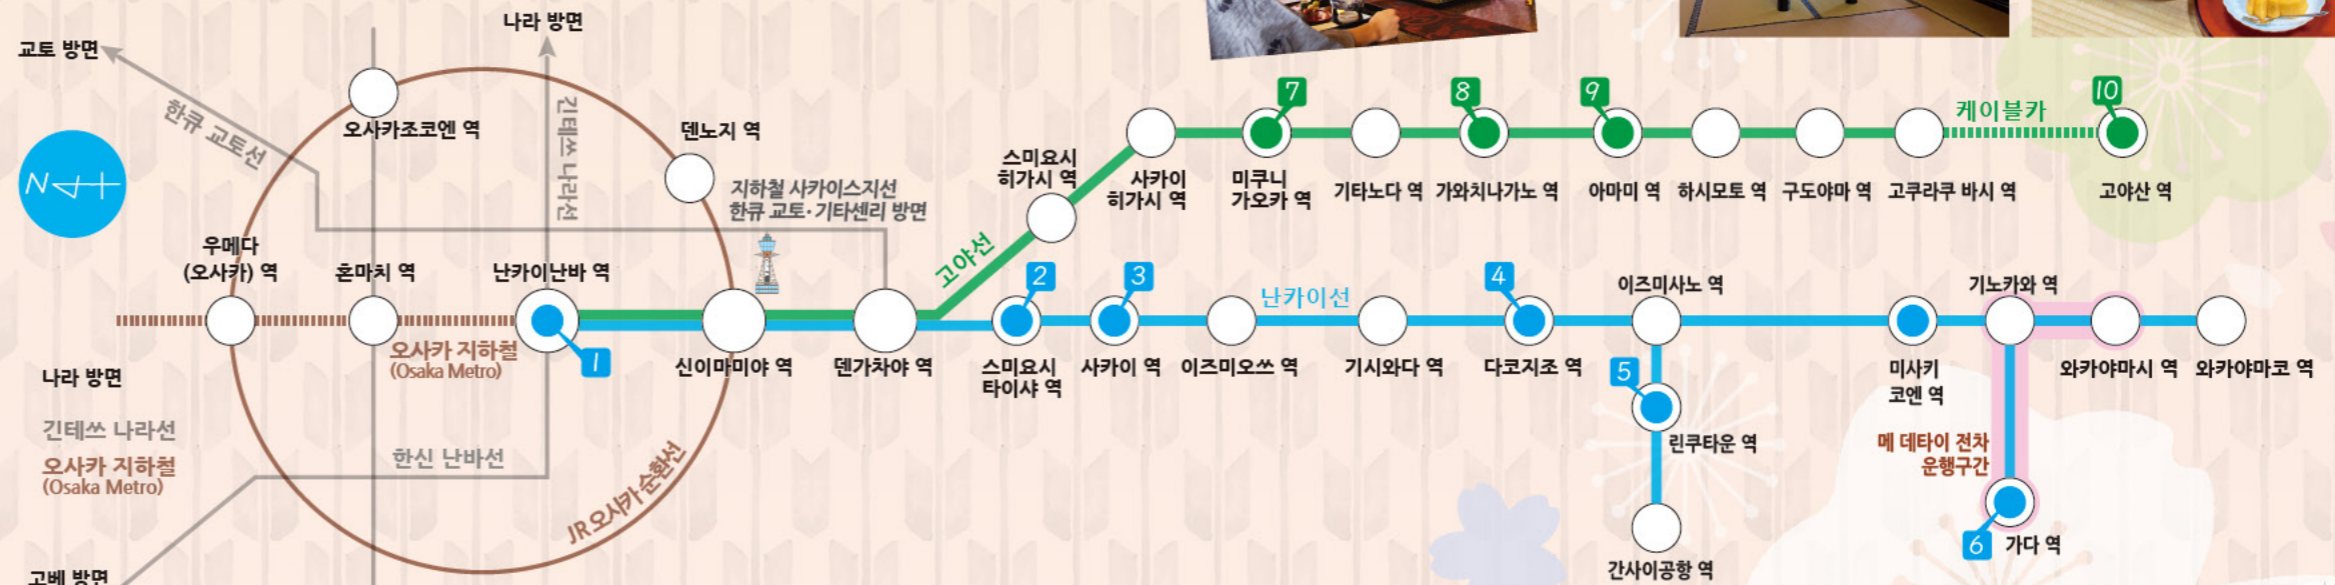 나라 방면
교토 방면
한큐 교토선
긴테쓰 나라선
오사카조코엔 역
덴노지 역
지하철 사카이스지선
한큐 교토·기타센리 방면
N
우메다
(오사카) 역
혼마치 역
난카이난바 역
1
오사카 지하철
(Osaka Metro)
신이마미야 역
덴가차야 역
고야선
스미요시
히가시 역
사카이
히가시 역
7
미쿠니
가오카 역
기타노다 역
8
가와치나가노 역
9
아마미 역
하시모토 역
구도야마 역
고쿠라쿠 바시 역
케이블카
10
고야산 역
2
스미요시
타이샤 역
3
사카이 역
이즈미오쓰 역
난카이선
기시와다 역
4
다코지조 역
이즈미사노 역
5
린쿠타운 역
간사이공항 역
미사키
코엔 역
기노카와 역
와카야마시 역
와카야마코 역
메 데타이 전차
운행구간
6
가다 역
나라 방면
긴테쓰 나라선
오사카 지하철
(Osaka Metro)
한신 난바선
JR오사카순환선
고베 방면